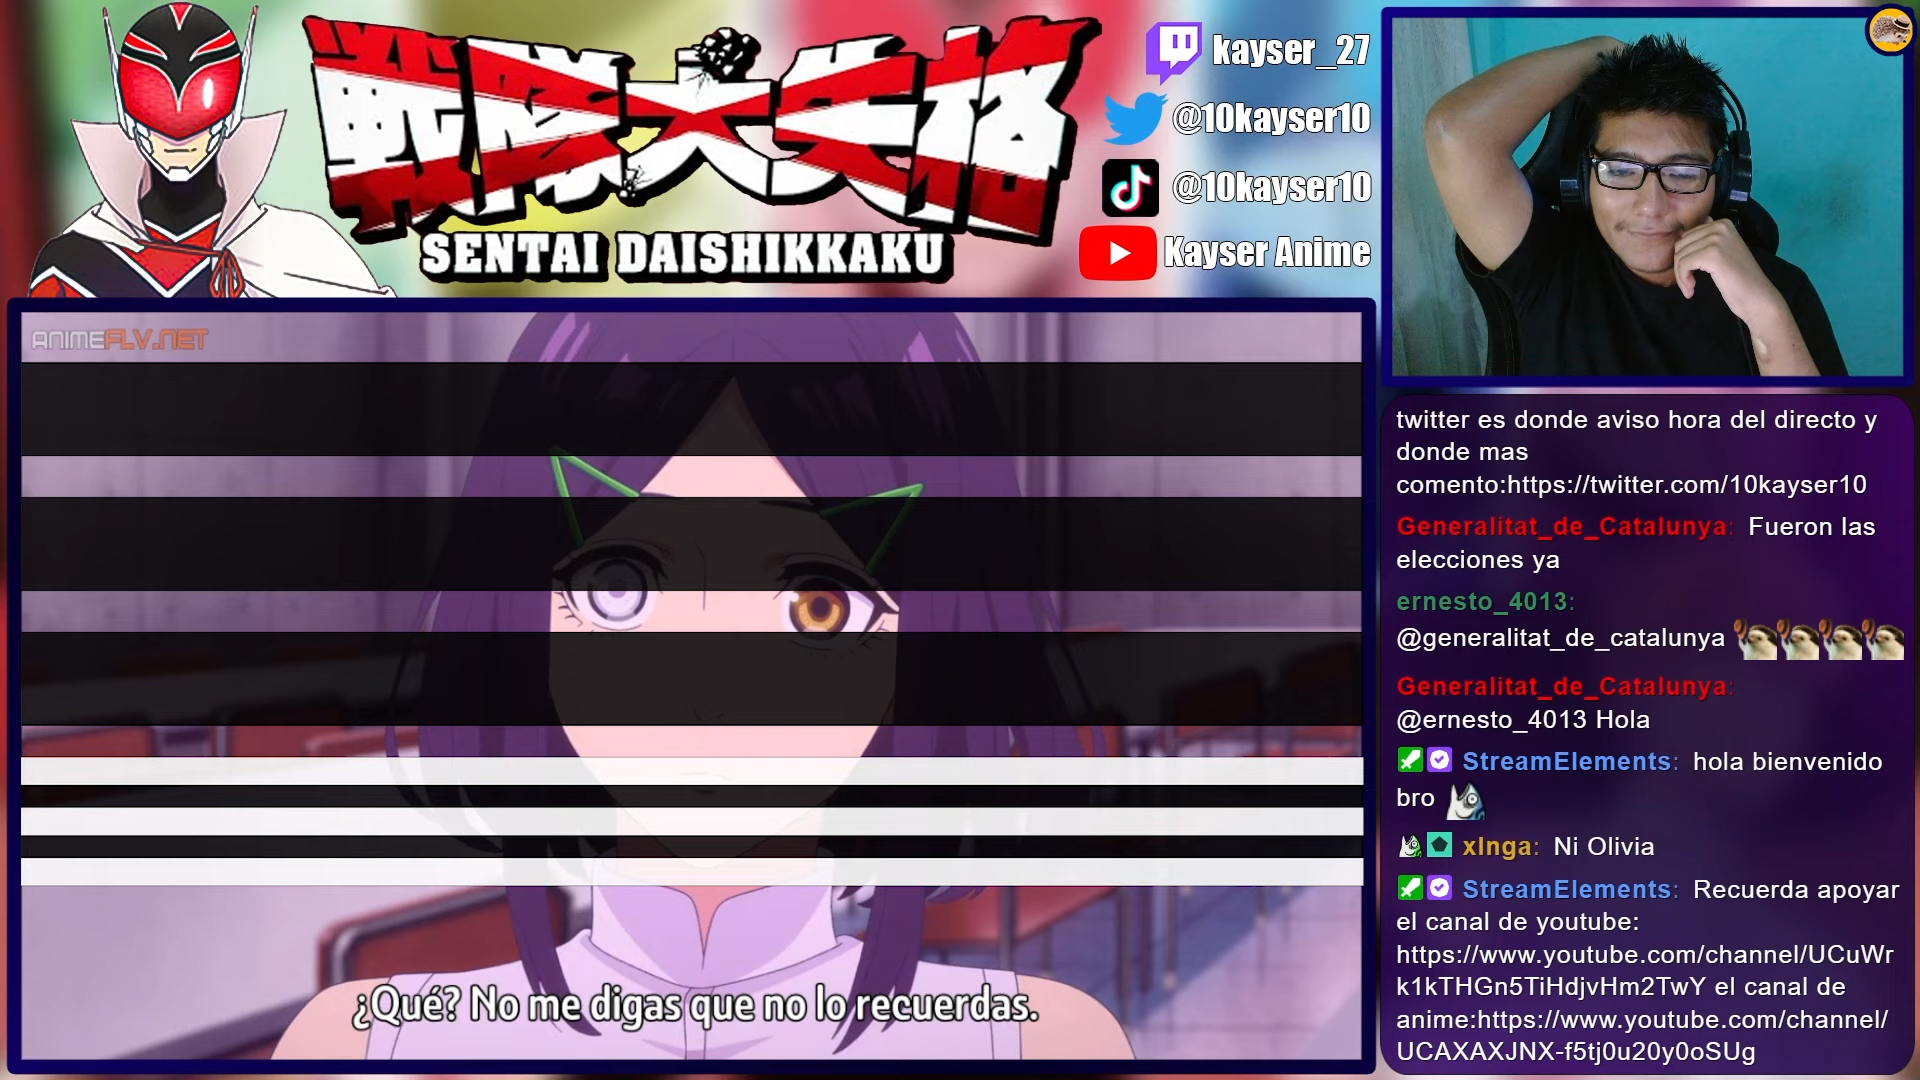 戦隊大失格
SENTAI DAISHIKKAKU
kayser_27
@10kayser10
@10kayser10
Kayser Anime
ANIMEFLV.NET
¿Qué? No me digas que no lo recuerdas.
twitter es donde aviso hora del directo y
donde mas
comento:https://twitter.com/10kayser10
Generalitat_de_Catalunya: Fueron las
elecciones ya
ernesto_4013:
@generalitat_de_catalunya
Generalitat_de_Catalunya:
@ernesto_4013 Hola
StreamElements: hola bienvenido
bro
xInga: Ni Olivia
StreamElements: Recuerda apoyar
el canal de youtube:
https://www.youtube.com/channel/UCuWr
k1kTHGn5TiHdjvHm2TwY el canal de
anime:https://www.youtube.com/channel/
UCAXAXJNX-f5tj0u20y0oSUg